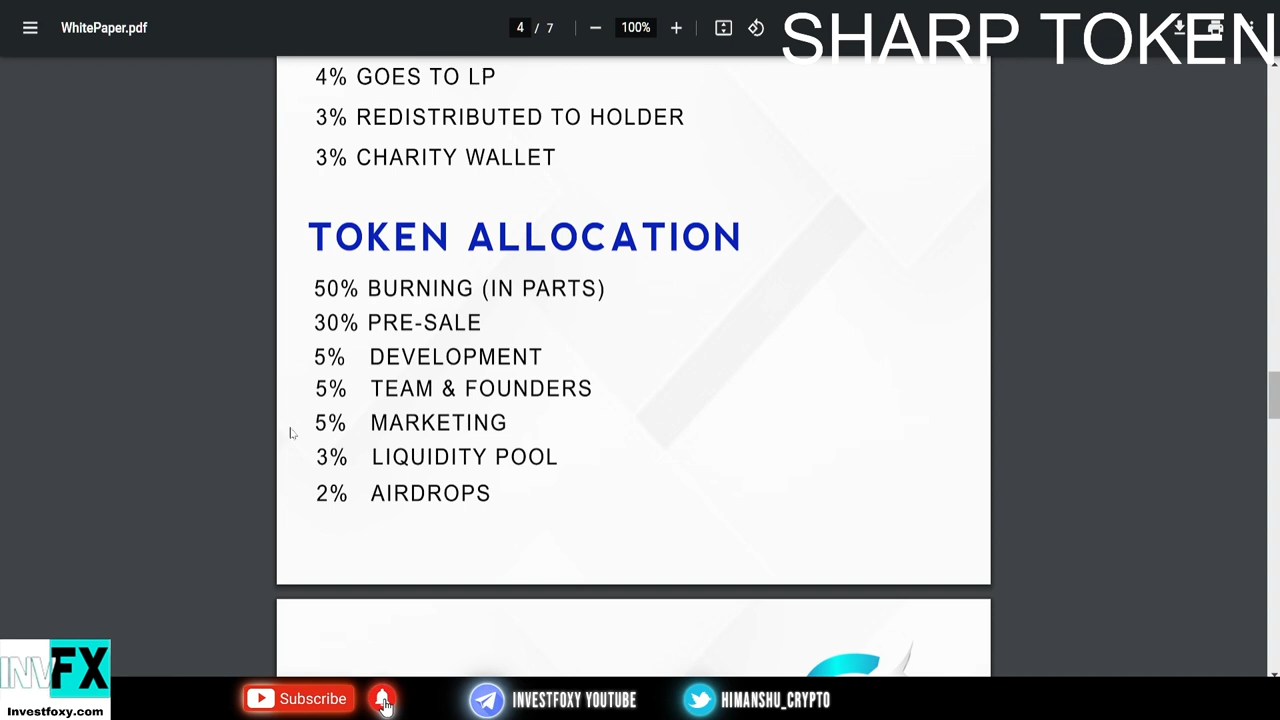 WhitePaper.pdf
4 / 7
100%
SHARP TOKEN
4% GOES TO LP
3% REDISTRIBUTED TO HOLDER
3% CHARITY WALLET
TOKEN ALLOCATION
50% BURNING (IN PARTS)
30% PRE-SALE
5% DEVELOPMENT
5% TEAM & FOUNDERS
5% MARKETING
3% LIQUIDITY POOL
2% AIRDROPS
INVFX
Investfoxy.com
Subscribe
INVESTFOXY YOUTUBE
HIMANSHU_CRYPTO